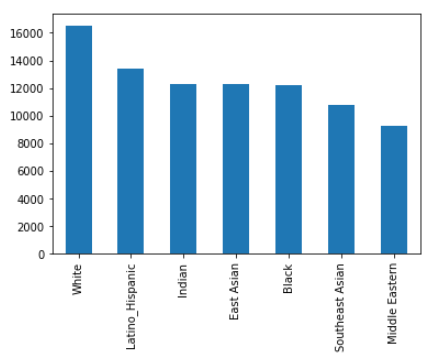 16000
14000
12000
10000
8000
6000
4000
2000
0
White
Latino_Hispanic
Indian
East Asian
Black
Southeast Asian
Middle Eastern